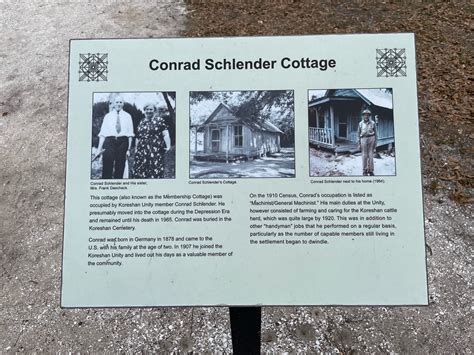 Conrad Schlender Cottage
Conrad Schlender and His sister,
Mrs. Frank Dascheck.
Conrad Schlender's Cottage.
Conrad Schlender next to his home (1964).
This cottage (also known as the Membership Cottage) was
occupied by Koreshan Unity member Conrad Schlender. He
presumably moved into the cottage during the Depression Era
and remained until his death in 1965. Conrad was buried in the
Koreshan Cemetery.
Conrad was born in Germany in 1878 and came to the
U.S. with his family at the age of two. In 1907 he joined the
Koreshan Unity and lived out his days as a valuable member of
the community.
On the 1910 Census, Conrad's occupation is listed as
"Machinist/General Machinist." His main duties at the Unity,
however consisted of farming and caring for the Koreshan cattle
herd, which was quite large by 1920. This was in addition to
other "handyman" jobs that he performed on a regular basis,
particularly as the number of capable members still living in
the settlement began to dwindle.